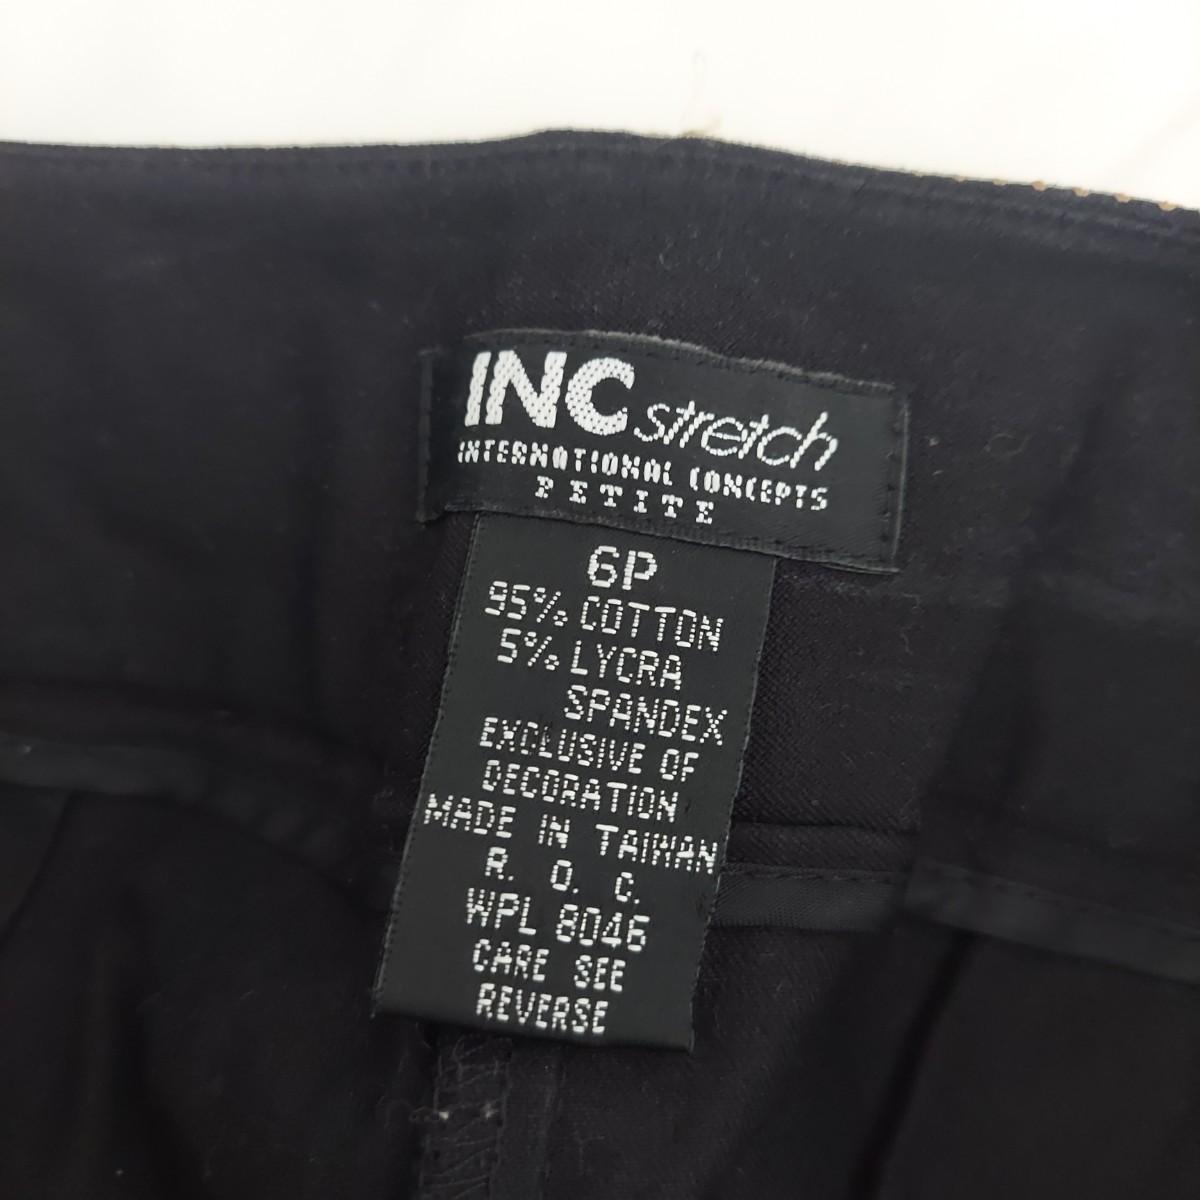 INC stretch
INTERNATIONAL CONCEPTS
PETITE
6P
95% COTTON
5% LYCRA
SPANDEX
EXCLUSIVE OF
DECORATION
MADE IN TAIWAN
R. O. C.
WPL 8046
CARE SEE
REVERSE